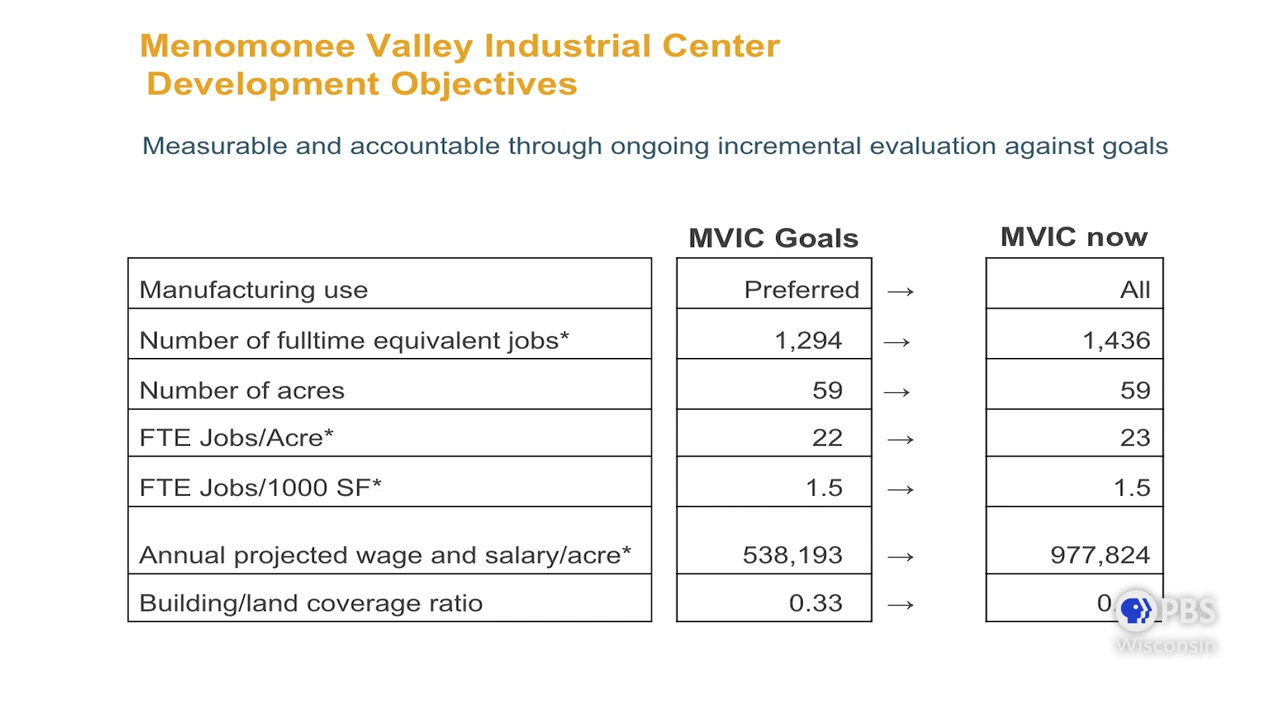 Menomonee Valley Industrial Center
Development Objectives
Measurable and accountable through ongoing incremental evaluation against goals
MVIC Goals MVIC now
Manufacturing use Preferred → All
Number of fulltime equivalent jobs* 1,294 → 1,436
Number of acres 59 → 59
FTE Jobs/Acre* 22 → 23
FTE Jobs/1000 SF* 1.5 → 1.5
Annual projected wage and salary/acre* 538,193 → 977,824
Building/land coverage ratio 0.33 →
PBS
Wisconsin